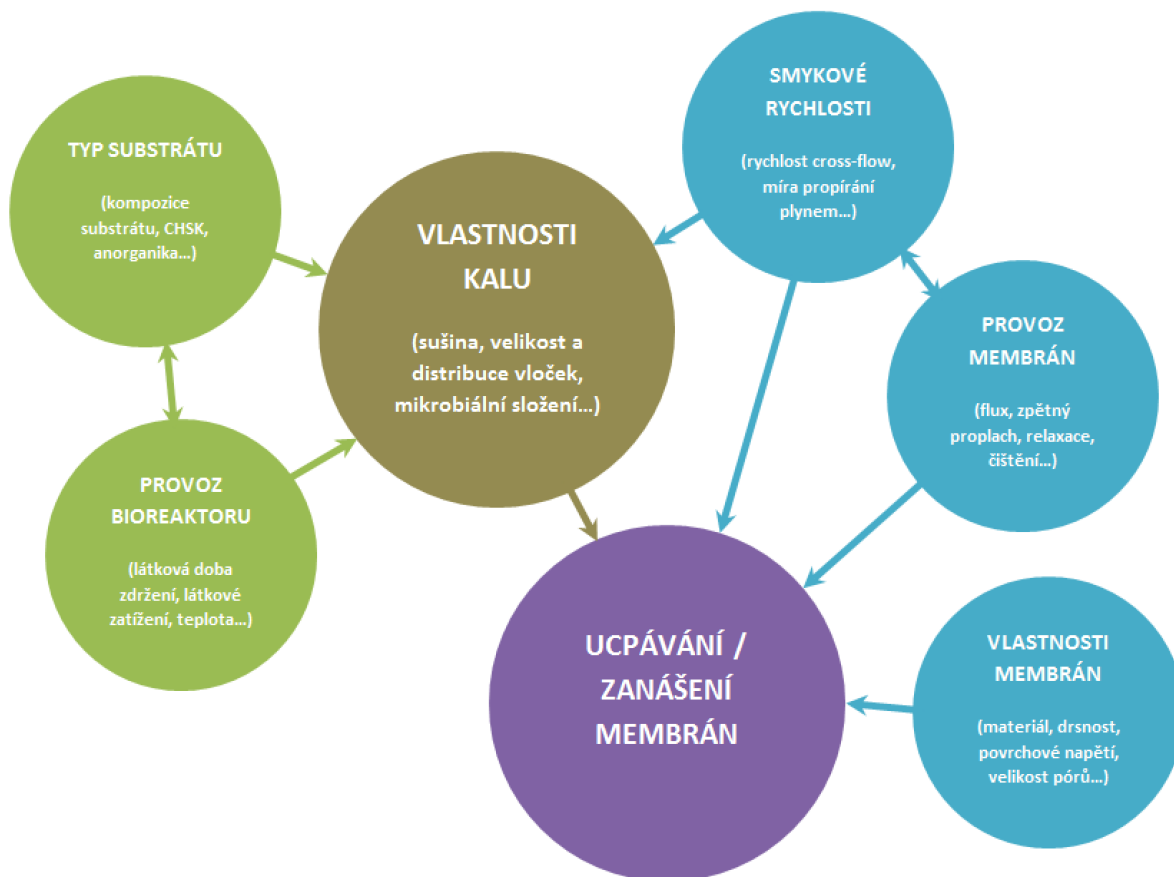 TYP SUBSTRÁTU
(kompozice
substrátu, CHSK,
anorganika…)
PROVOZ
BIOREAKTORU
(látková doba
zdržení, látkové
zatížení, teplota…)
VLASTNOSTI
KALU
(sušina, velikost a
distribuce vloček,
mikrobiální složení…)
SMYKOVÉ
RYCHLOSTI
(rychlost cross-flow,
míra propírání
plynem…)
PROVOZ
MEMBRÁN
(flux, zpětný
proplach, relaxace,
čištění…)
UCPÁVÁNÍ /
ZANÁŠENÍ
MEMBRÁN
VLASTNOSTI
MEMBRÁN
(materiál, drsnost,
povrchové napětí,
velikost pórů…)